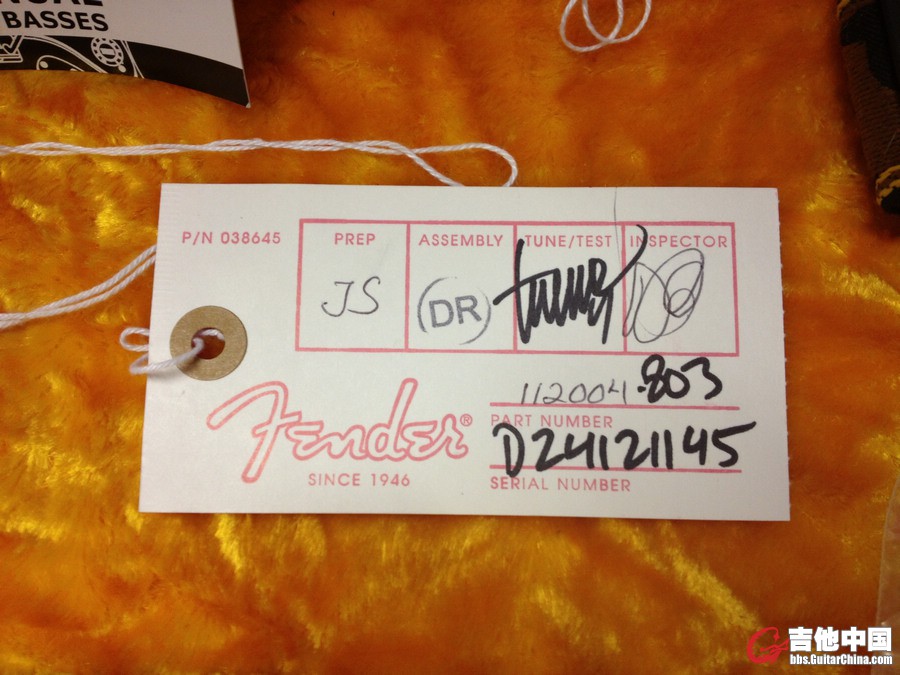 BASSES
P/N 038645
PREP
ASSEMBLY
TUNE/TEST
INSPECTOR
JS
DR
112004.803
PART NUMBER
D24121145
SERIAL NUMBER
Fender®
SINCE 1946
吉他中国
bbs.GuitarChina.com